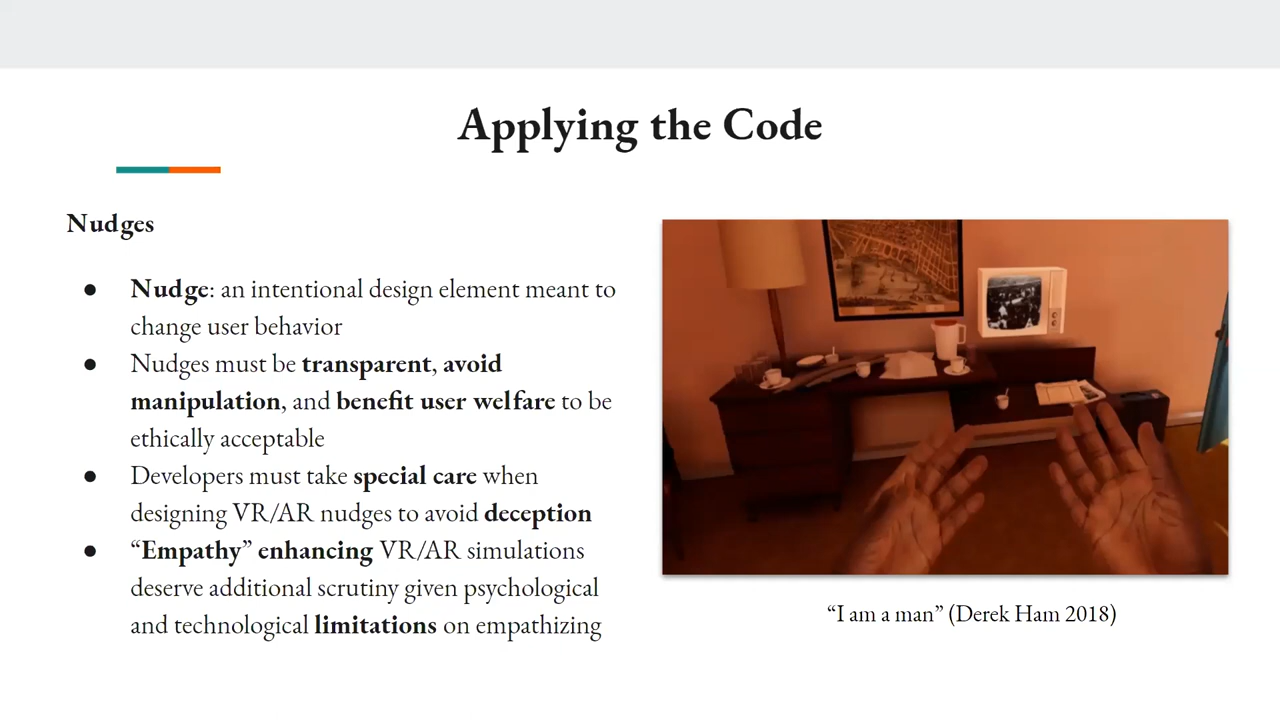 Applying the Code
Nudges
● Nudge: an intentional design element meant to
change user behavior
● Nudges must be transparent, avoid
manipulation, and benefit user welfare to be
ethically acceptable
● Developers must take special care when
designing VR/AR nudges to avoid deception
● “Empathy” enhancing VR/AR simulations
deserve additional scrutiny given psychological
and technological limitations on empathizing
“I am a man” (Derek Ham 2018)